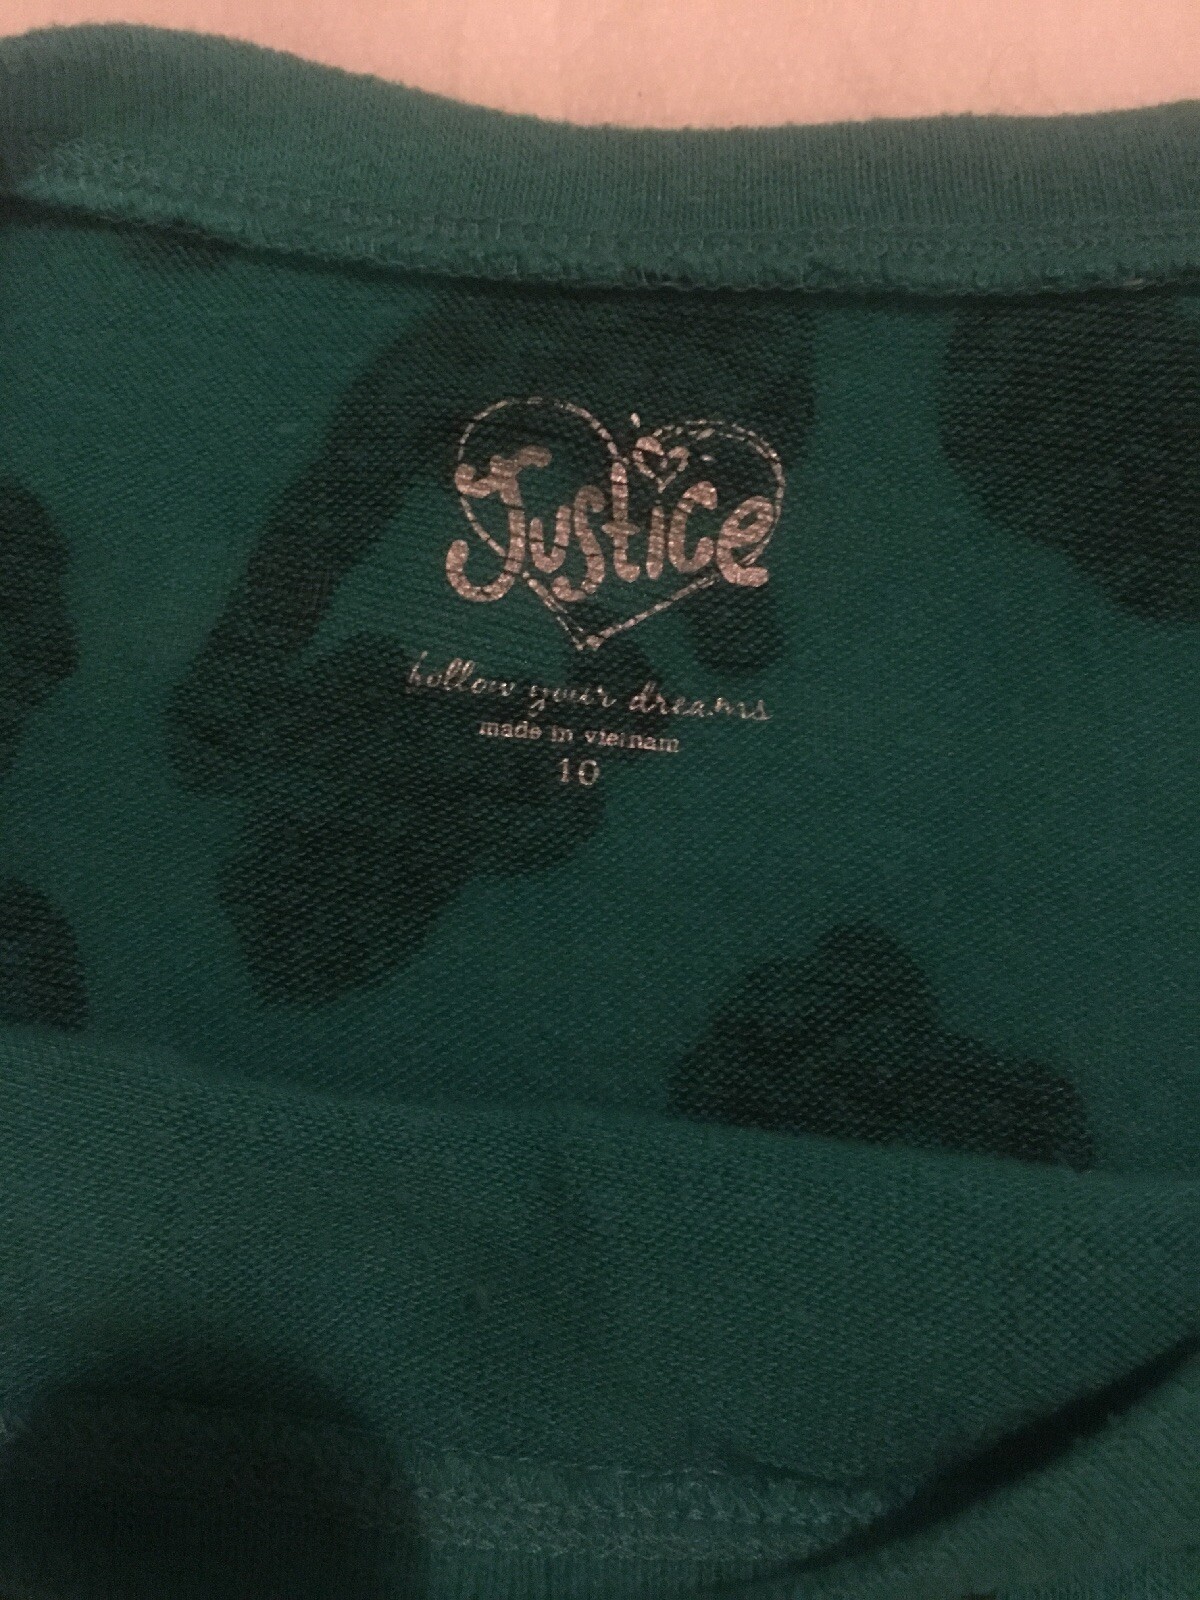 Justice
follow your dreams
made in vietnam
10